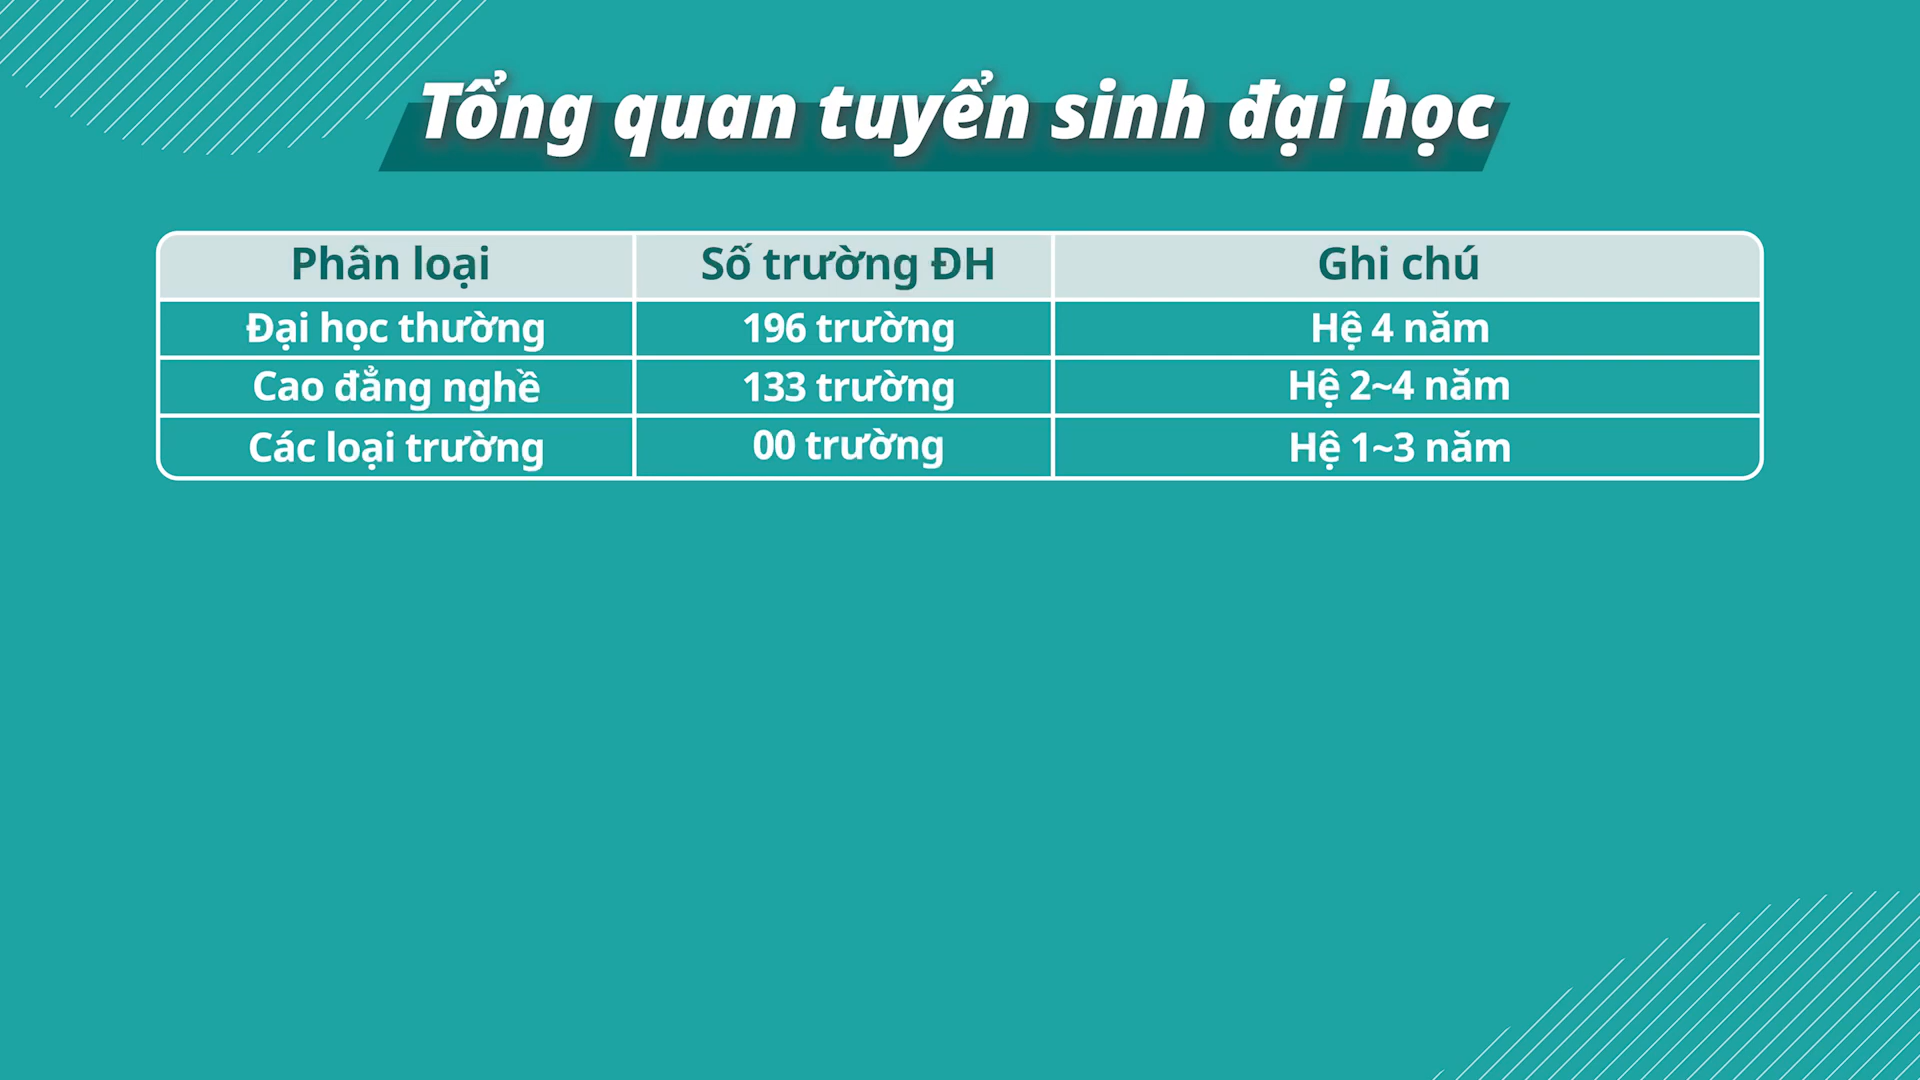 Tổng quan tuyển sinh đại học
Phân loại Số trường ĐH Ghi chú
Đại học thường 196 trường Hệ 4 năm
Cao đẳng nghề 133 trường Hệ 2~4 năm
Các loại trường 00 trường Hệ 1~3 năm